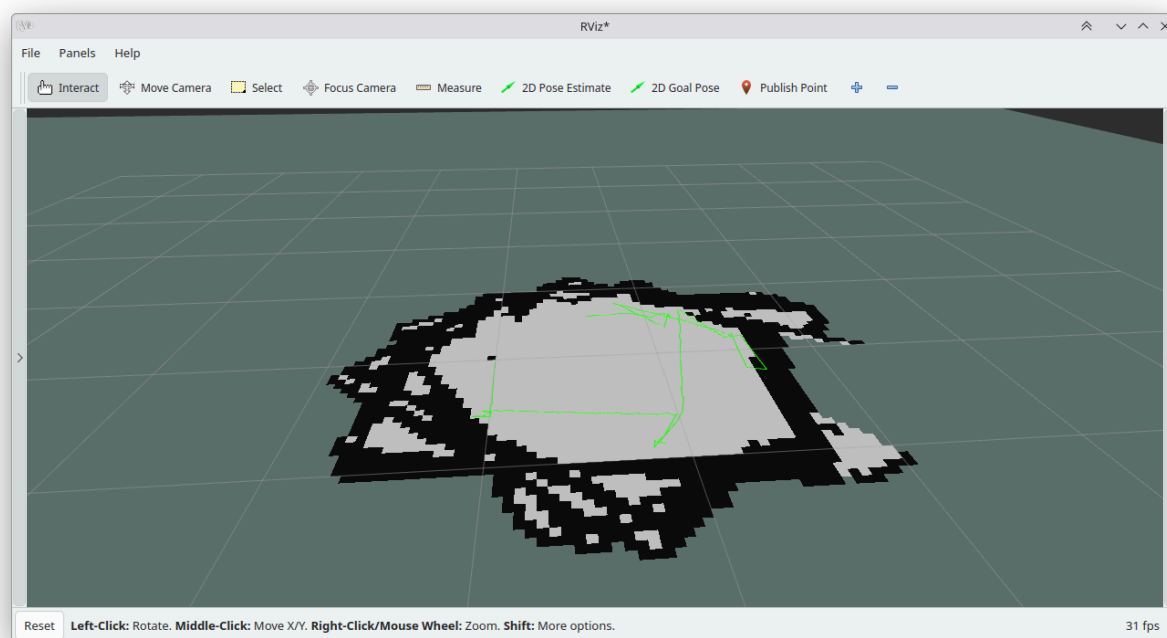 RViz*
File Panels Help
Interact Move Camera Select Focus Camera Measure 2D Pose Estimate 2D Goal Pose Publish Point
Reset Left-Click: Rotate. Middle-Click: Move X/Y. Right-Click/Mouse Wheel: Zoom. Shift: More options. 31 fps